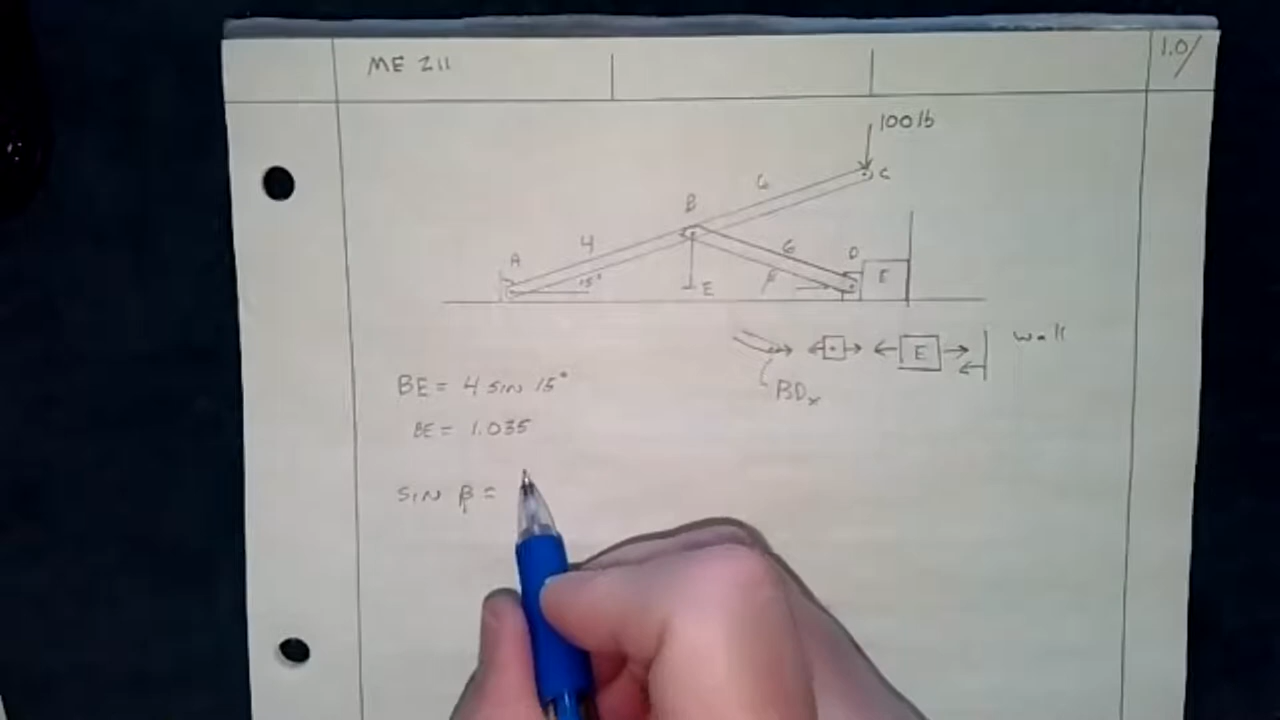 ME 211
1.0/
100 lb
C
6
B
4
6
A
D
E
15°
E
β
wall
E
BE = 4 SIN 15°
BDx
BE = 1.035
SIN β =